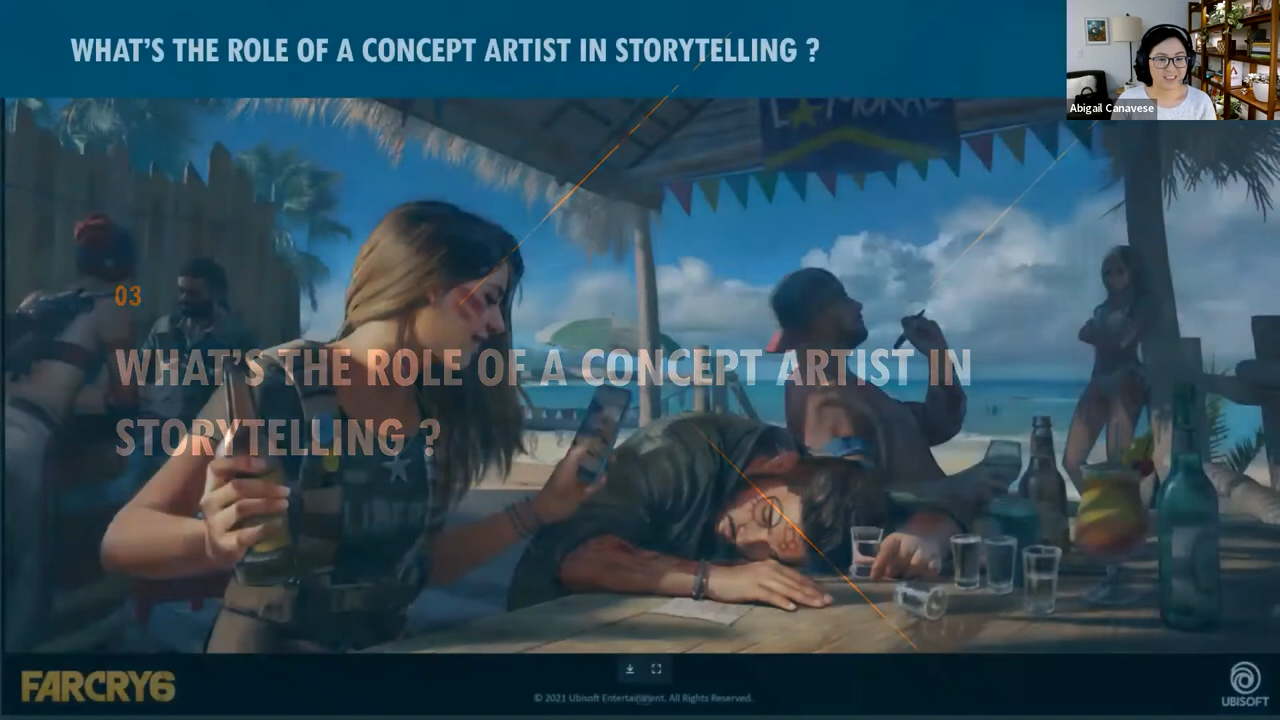 WHAT'S THE ROLE OF A CONCEPT ARTIST IN STORYTELLING ?
Abigail Canavese
03
WHAT'S THE ROLE OF A CONCEPT ARTIST IN
STORYTELLING ?
FARCRY6
© 2021 Ubisoft Entertainment. All Rights Reserved.
UBISOFT